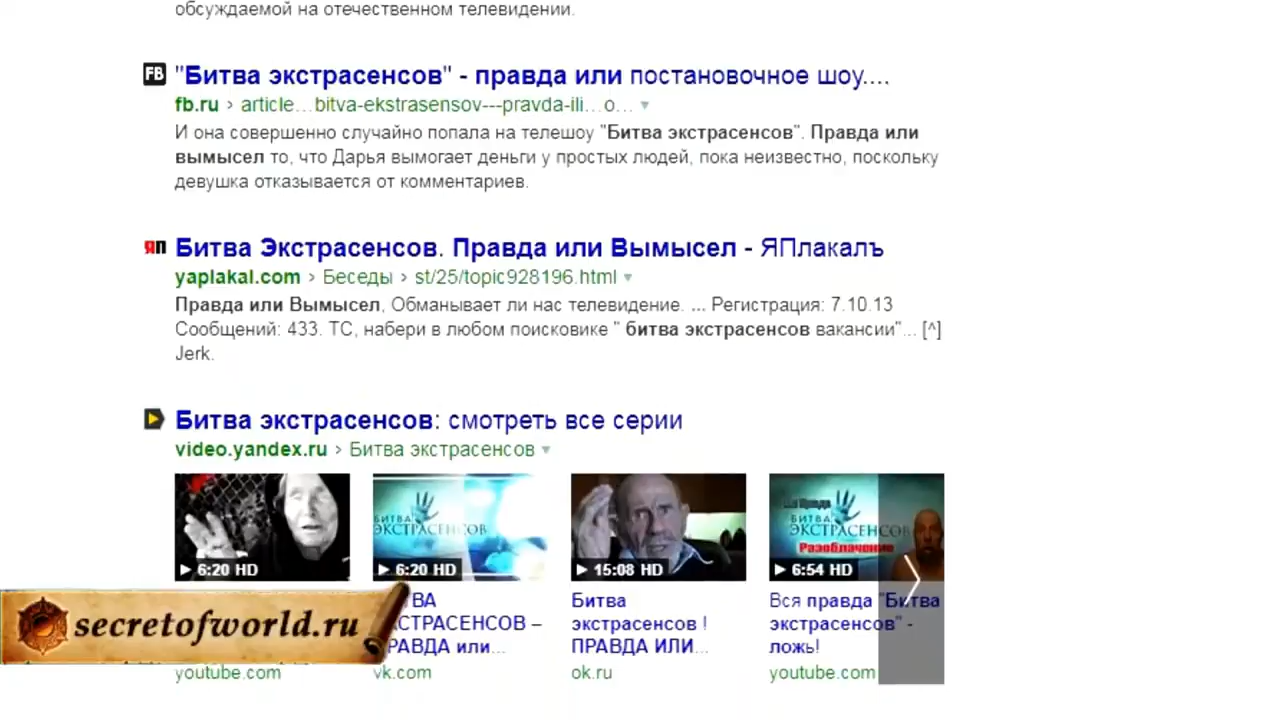 обсуждаемой на отечественном телевидении.
FB "Битва экстрасенсов" - правда или постановочное шоу....
fb.ru › article...bitva-ekstrasensov---pravda-ili...o...
И она совершенно случайно попала на телешоу "Битва экстрасенсов". Правда или
вымысел то, что Дарья вымогает деньги у простых людей, пока неизвестно, поскольку
девушка отказывается от комментариев.
ЯП Битва Экстрасенсов. Правда или Вымысел - ЯПлакалъ
yaplakal.com › Беседы › st/25/topic928196.html
Правда или Вымысел, Обманывает ли нас телевидение. ... Регистрация: 7.10.13
Сообщений: 433. ТС, набери в любом поисковике " битва экстрасенсов вакансии"... [^]
Jerk.
Битва экстрасенсов: смотреть все серии
video.yandex.ru › Битва экстрасенсов
БИТВА
ЭКСТРАСЕНСОВ
БИТВА
ЭКСТРАСЕНСОВ
Разоблачение
6:20 HD
6:20 HD
15:08 HD
6:54 HD
ТВА
КСТРАСЕНСОВ –
РАВДА или...
vk.com
Битва
экстрасенсов !
ПРАВДА ИЛИ...
ok.ru
Вся правда "Битва
экстрасенсов" -
ложь!
youtube.com
secretofworld.ru
youtube.com